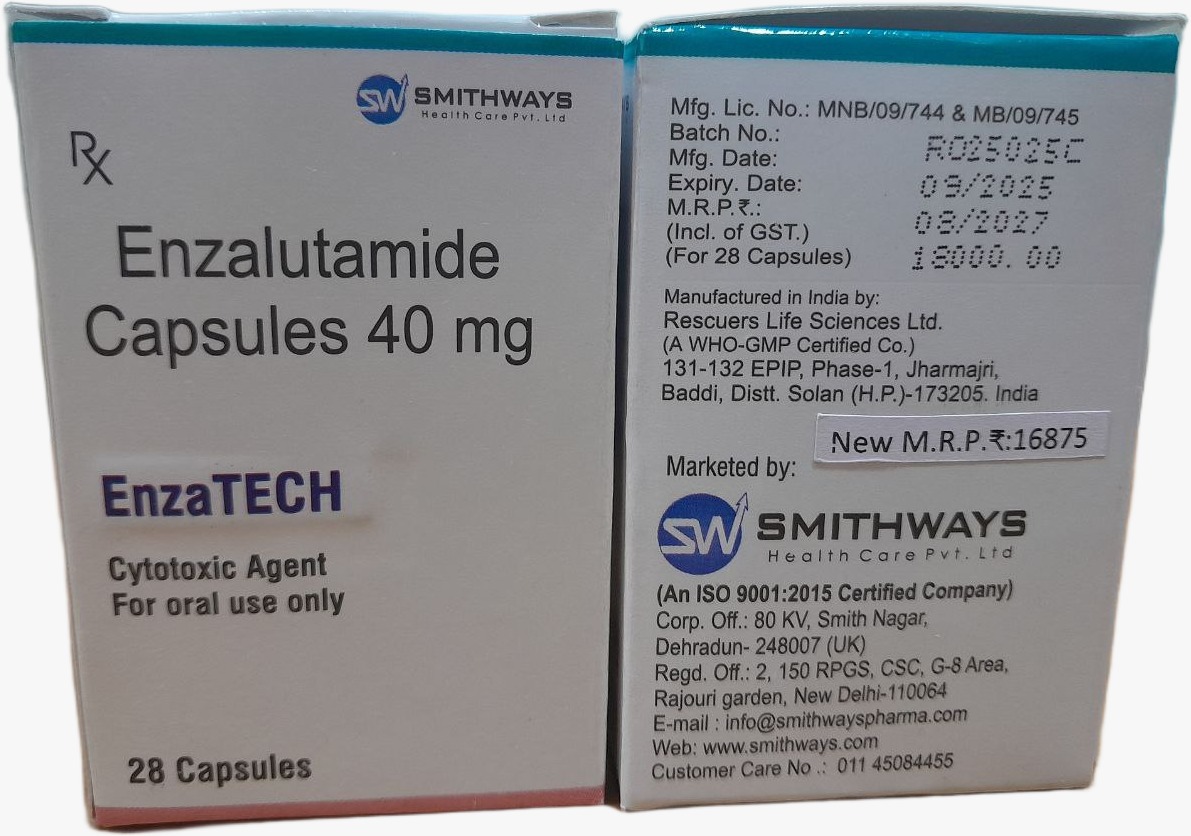 SW SMITHWAYS
Health Care Pvt. Ltd
Rx
Enzalutamide
Capsules 40 mg
EnzaTECH
Cytotoxic Agent
For oral use only
28 Capsules
Mfg. Lic. No.: MNB/09/744 & MB/09/745
Batch No.: RO25025C
Mfg. Date: 09/2025
Expiry. Date: 08/2027
M.R.P.₹.: 18000.00
(Incl. of GST.)
(For 28 Capsules)
Manufactured in India by:
Rescuers Life Sciences Ltd.
(A WHO-GMP Certified Co.)
131-132 EPIP, Phase-1, Jharmajri,
Baddi, Distt. Solan (H.P.)-173205. India
New M.R.P.₹:16875
Marketed by:
SW SMITHWAYS
Health Care Pvt. Ltd
(An ISO 9001:2015 Certified Company)
Corp. Off.: 80 KV, Smith Nagar,
Dehradun- 248007 (UK)
Regd. Off.: 2, 150 RPGS, CSC, G-8 Area,
Rajouri garden, New Delhi-110064
E-mail : info@smithwayspharma.com
Web: www.smithways.com
Customer Care No .: 011 45084455